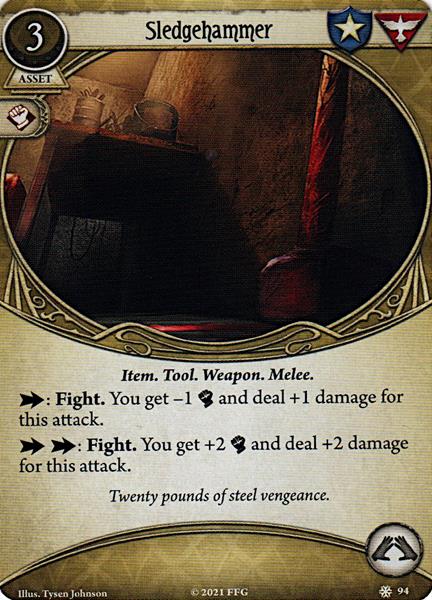 3
Sledgehammer
ASSET
Item. Tool. Weapon. Melee.
: Fight. You get –1 and deal +1 damage for
this attack.
: Fight. You get +2 and deal +2 damage
for this attack.
Twenty pounds of steel vengeance.
Illus. Tysen Johnson
© 2021 FFG
94